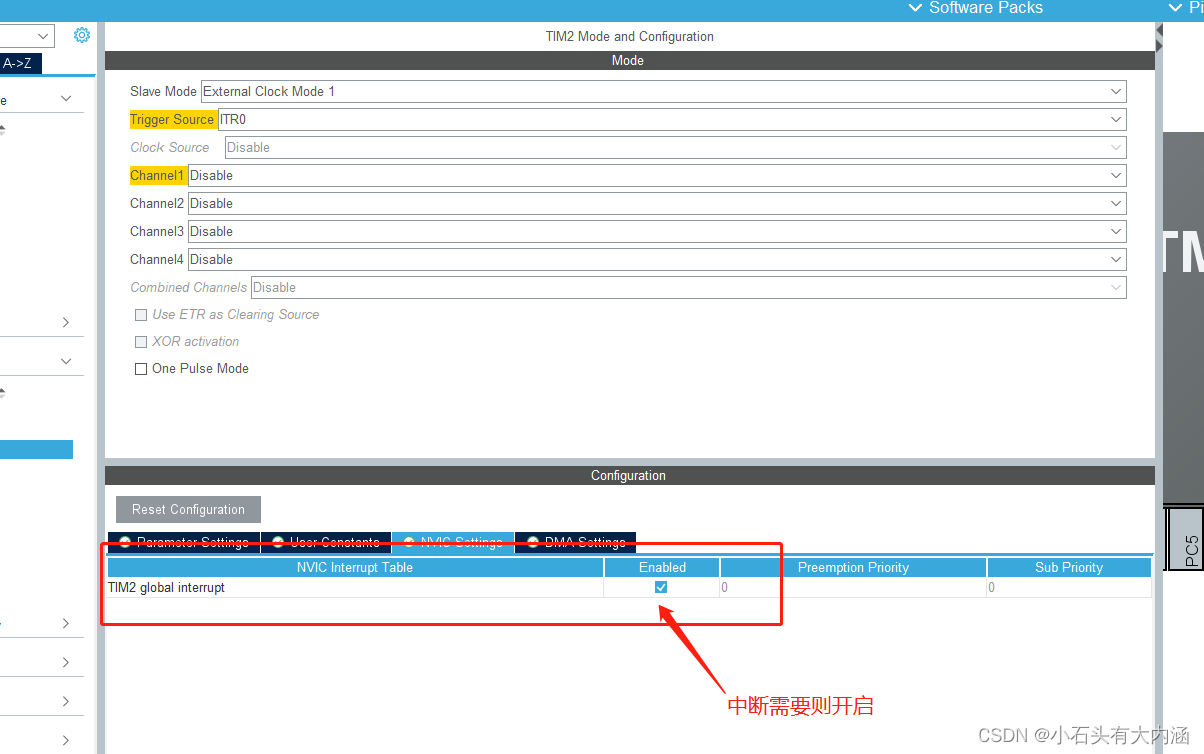 Software Packs
Pi
A->Z
e
TIM2 Mode and Configuration
Mode
Slave Mode External Clock Mode 1
Trigger Source ITR0
Clock Source Disable
Channel1 Disable
Channel2 Disable
Channel3 Disable
Channel4 Disable
Combined Channels Disable
Use ETR as Clearing Source
XOR activation
One Pulse Mode
TM
Configuration
Reset Configuration
PC5
Parameter Settings User Constants NVIC Settings DMA Settings
NVIC Interrupt Table Enabled Preemption Priority Sub Priority
TIM2 global interrupt 0 0
中断需要则开启
CSDN @小石头有大内涵